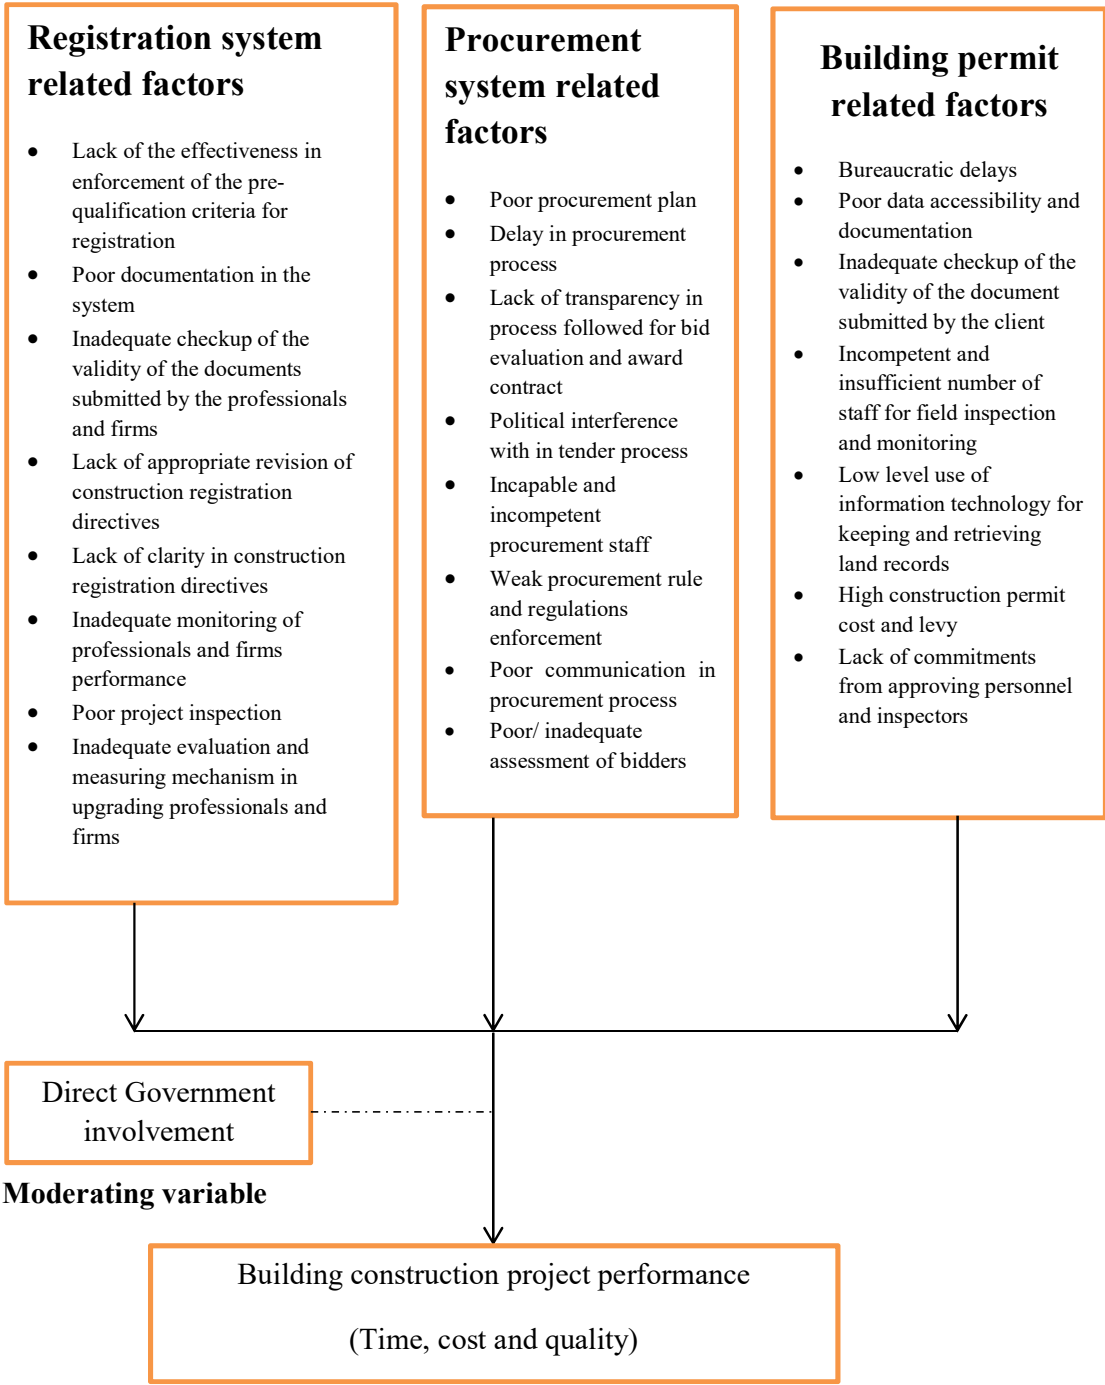 Registration system
related factors
• Lack of the effectiveness in
enforcement of the pre-
qualification criteria for
registration
• Poor documentation in the
system
• Inadequate checkup of the
validity of the documents
submitted by the professionals
and firms
• Lack of appropriate revision of
construction registration
directives
• Lack of clarity in construction
registration directives
• Inadequate monitoring of
professionals and firms
performance
• Poor project inspection
• Inadequate evaluation and
measuring mechanism in
upgrading professionals and
firms
Procurement
system related
factors
• Poor procurement plan
• Delay in procurement
process
• Lack of transparency in
process followed for bid
evaluation and award
contract
• Political interference
with in tender process
• Incapable and
incompetent
procurement staff
• Weak procurement rule
and regulations
enforcement
• Poor communication in
procurement process
• Poor/ inadequate
assessment of bidders
Building permit
related factors
• Bureaucratic delays
• Poor data accessibility and
documentation
• Inadequate checkup of the
validity of the document
submitted by the client
• Incompetent and
insufficient number of
staff for field inspection
and monitoring
• Low level use of
information technology for
keeping and retrieving
land records
• High construction permit
cost and levy
• Lack of commitments
from approving personnel
and inspectors
Direct Government
involvement
Moderating variable
Building construction project performance
(Time, cost and quality)